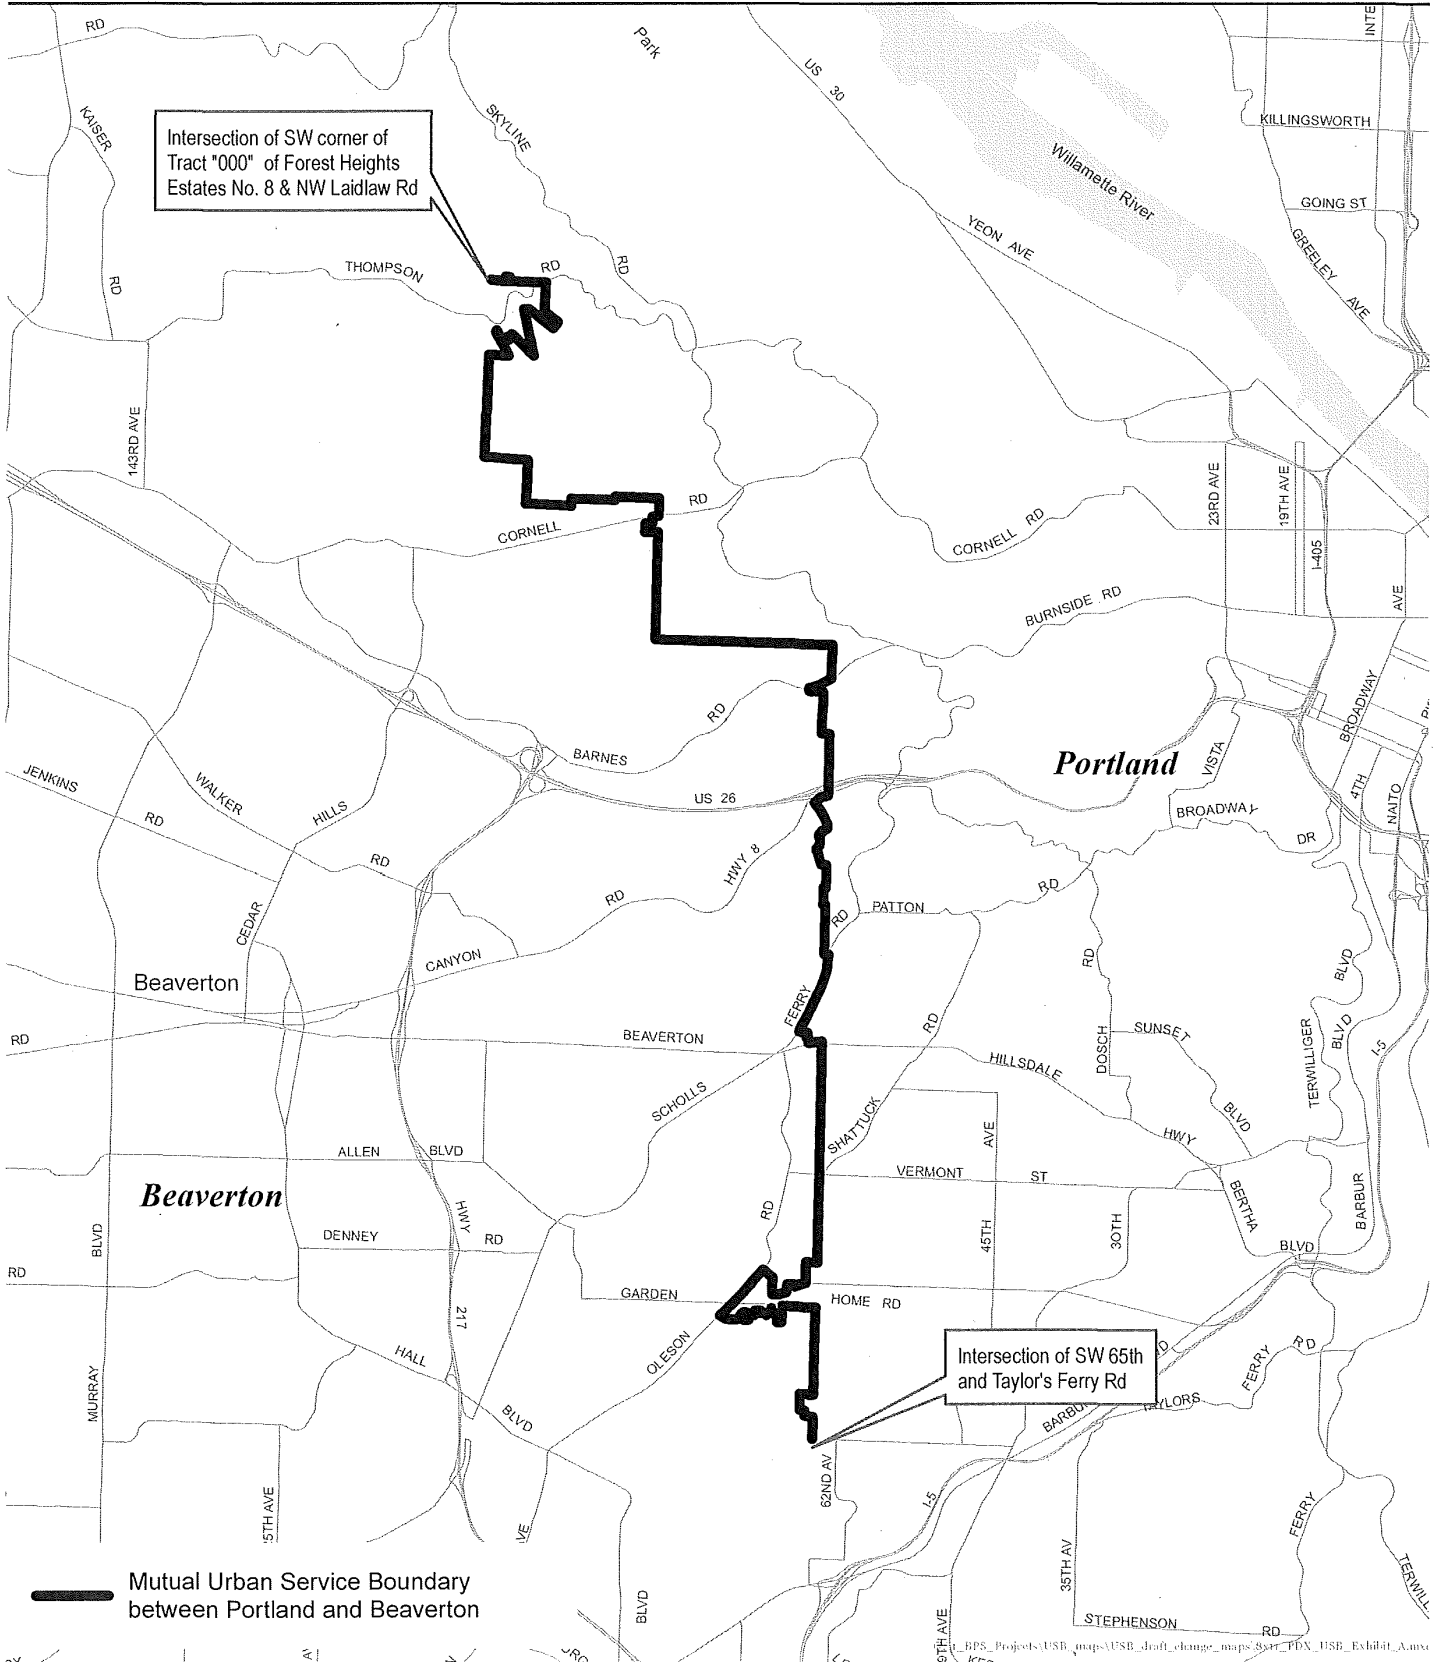 RD
Park
SKYLINE
US 30
INTE
KAISER
KILLINGSWORTH
Intersection of SW corner of
Tract "000" of Forest Heights
Estates No. 8 & NW Laidlaw Rd
Willamette River
GOING ST
YEON AVE
GREELEY AVE
THOMPSON
RD
RD
RD
143RD AVE
23RD AVE
19TH AVE
CORNELL
RD
CORNELL RD
I-405
BURNSIDE RD
AVE
BARNES
RD
Portland
VISTA
BROADWAY
JENKINS
RD
WALKER
HILLS
US 26
4TH
NAITO
BROADWAY
DR
RD
HWY 8
RD
RD
PATTON
RD
CEDAR
CANYON
Beaverton
FERRY
RD
RD
BLVD
RD
BEAVERTON
HILLSDALE
DOSCH
SUNSET
BLVD
TERWILLIGER
BLVD
I-5
SCHOLLS
SHATTUCK
AVE
HWY
ALLEN
BLVD
VERMONT
ST
Beaverton
BERTHA
BARBUR
BLVD
DENNEY
HWY
RD
RD
45TH
30TH
BLVD
RD
GARDEN
HOME RD
217
OLESON
HALL
Intersection of SW 65th
and Taylor's Ferry Rd
FERRY
RD
MURRAY
BLVD
TAYLORS
62ND AV
I-5
VE
FERRY
35TH AV
TERWILL
Mutual Urban Service Boundary
between Portland and Beaverton
BLVD
STEPHENSON
RD
9TH AVE